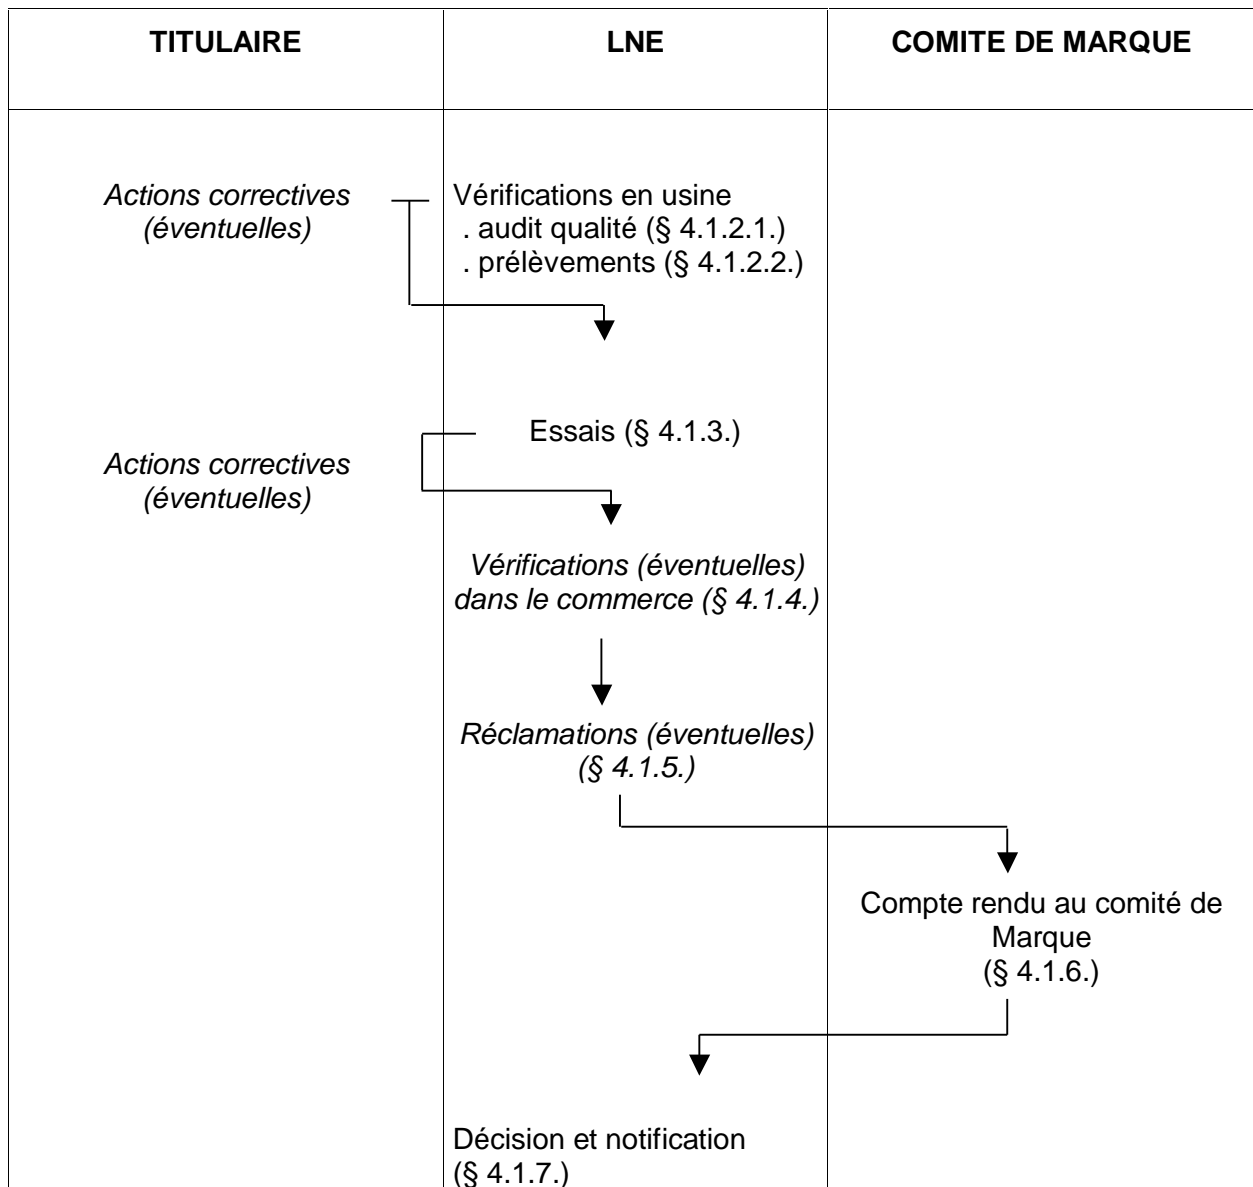 TITULAIRE
LNE
COMITE DE MARQUE
Actions correctives
(éventuelles)
Vérifications en usine
. audit qualité (§ 4.1.2.1.)
. prélèvements (§ 4.1.2.2.)
Essais (§ 4.1.3.)
Actions correctives
(éventuelles)
Vérifications (éventuelles)
dans le commerce (§ 4.1.4.)
Réclamations (éventuelles)
(§ 4.1.5.)
Compte rendu au comité de
Marque
(§ 4.1.6.)
Décision et notification
(§ 4.1.7.)